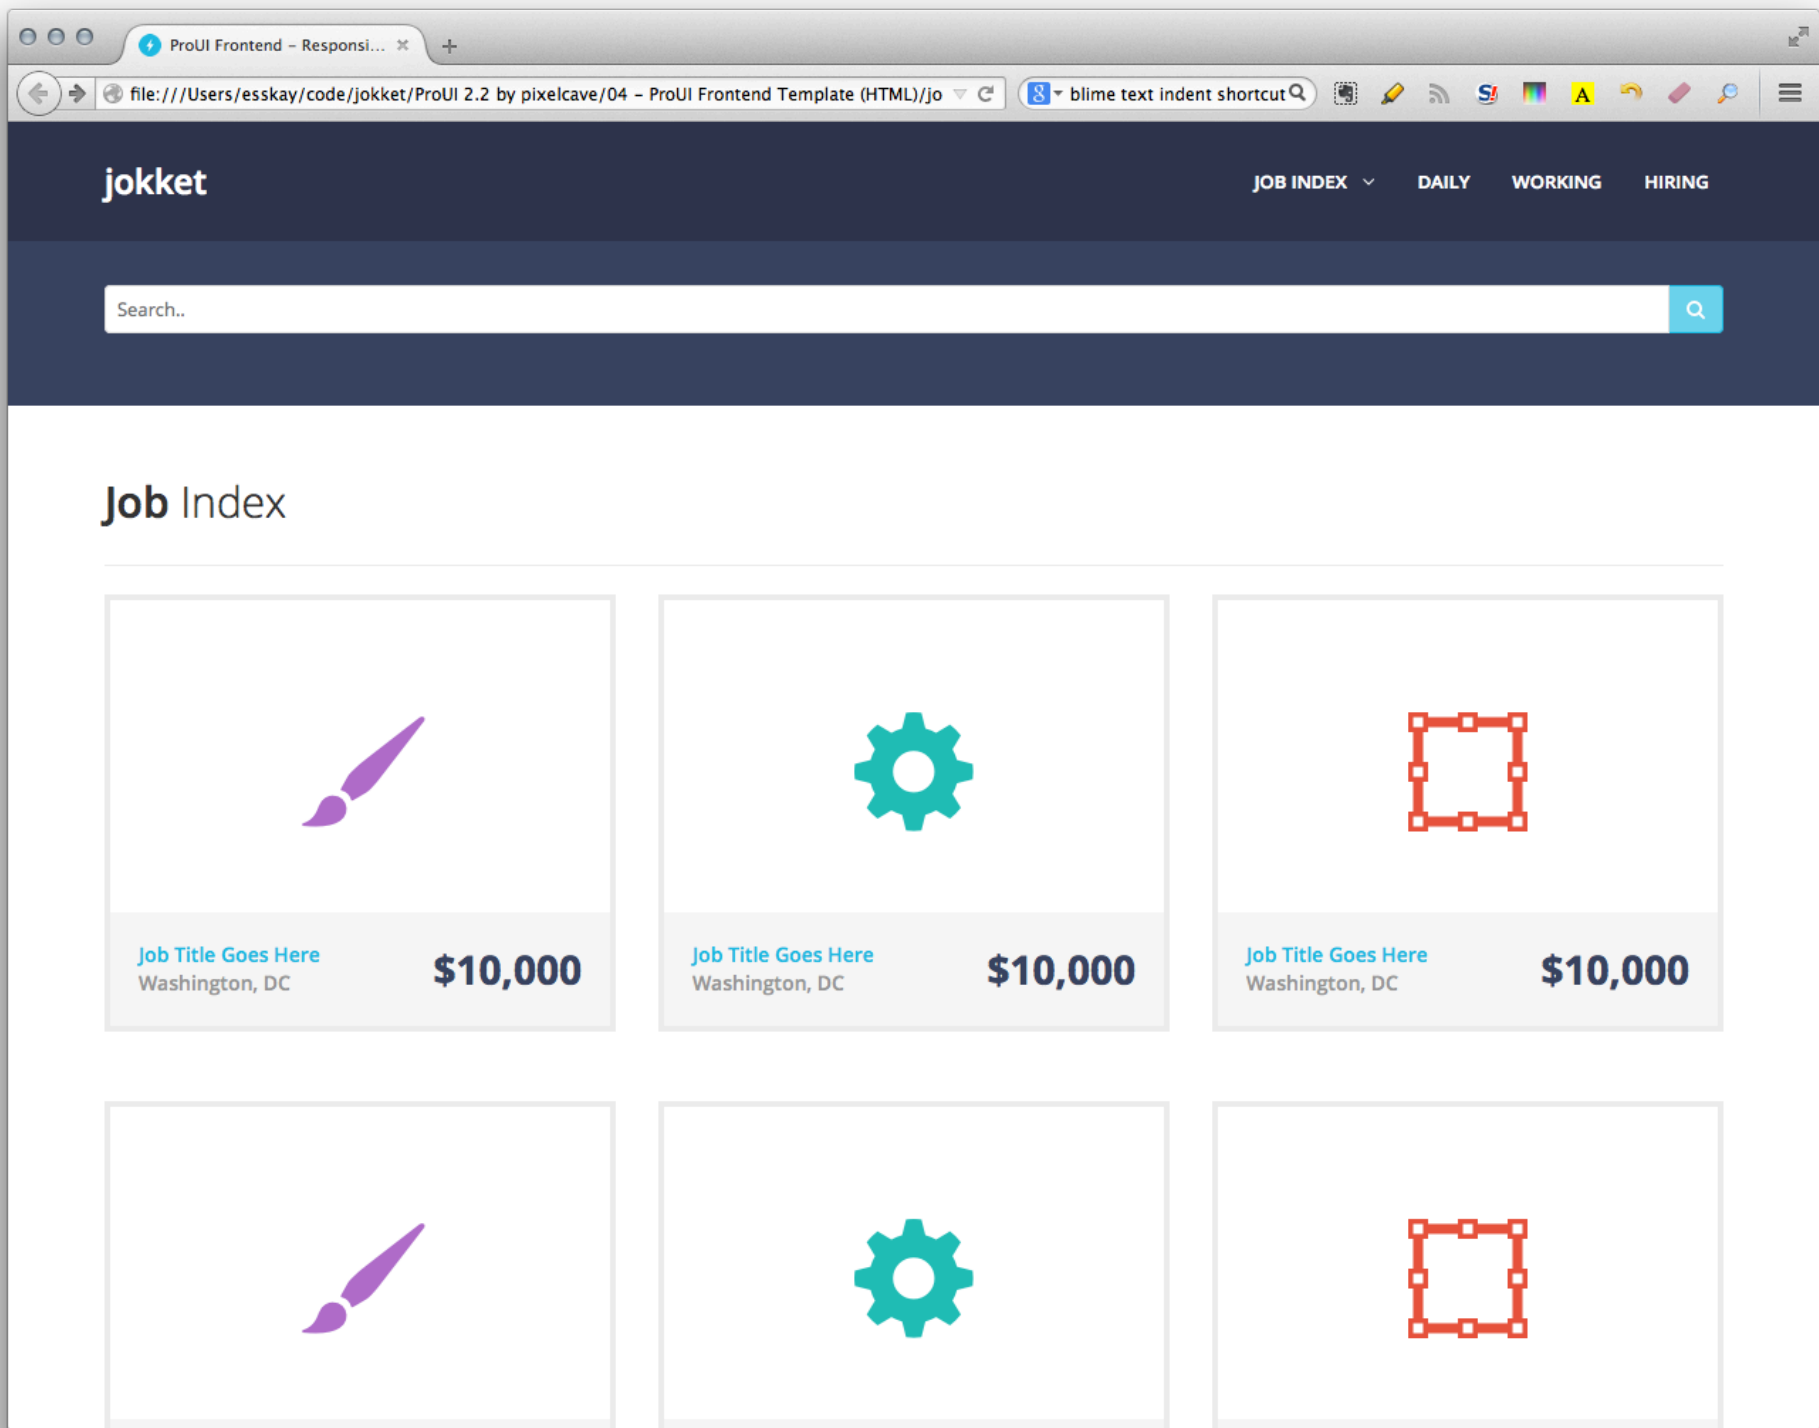 ProUI Frontend – Responsi...
file:///Users/esskay/code/jokket/ProUI 2.2 by pixelcave/04 – ProUI Frontend Template (HTML)/jo
8
blime text indent shortcut
S!
A
jokket
JOB INDEX
DAILY
WORKING
HIRING
Search..
Job Index
Job Title Goes Here
Washington, DC
$10,000
Job Title Goes Here
Washington, DC
$10,000
Job Title Goes Here
Washington, DC
$10,000